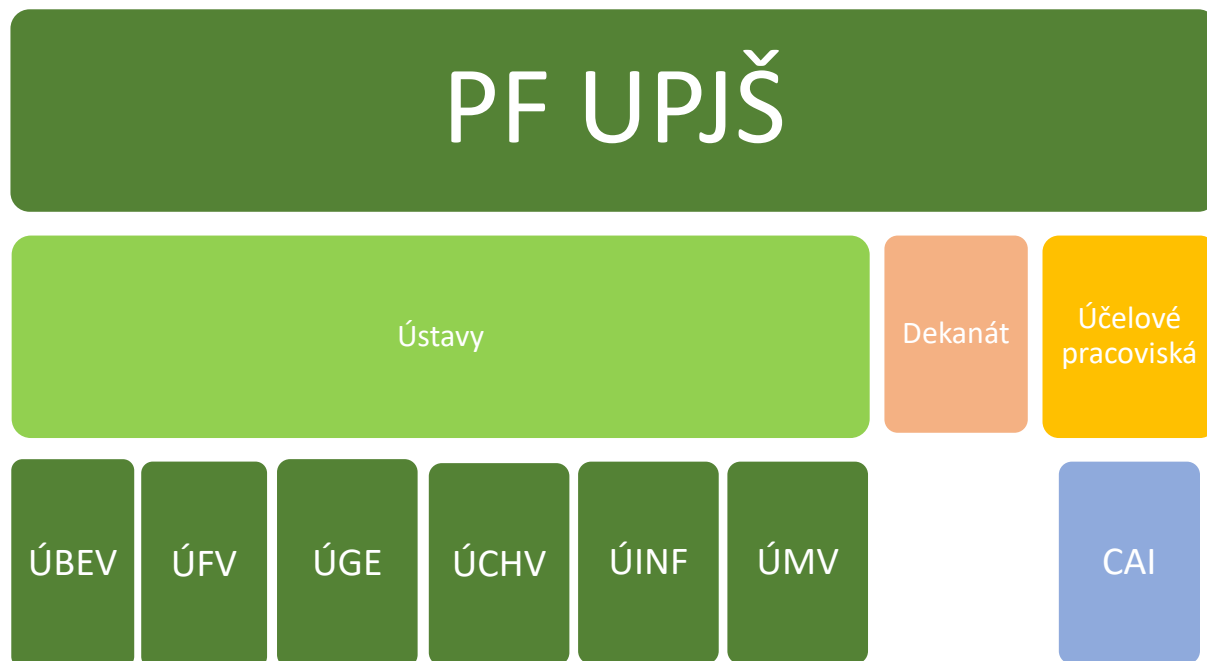 PF UPJŠ
Ústavy
Dekanát
Účelové
pracoviská
ÚBEV
ÚFV
ÚGE
ÚCHV
ÚINF
ÚMV
CAI